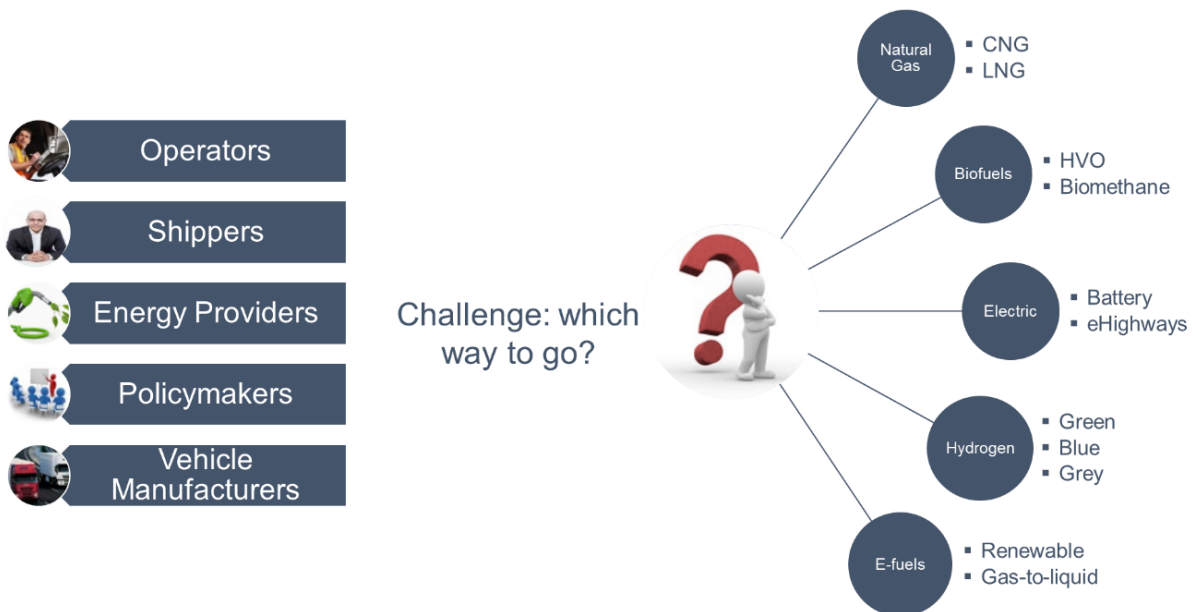 Operators
Shippers
Energy Providers
Policymakers
Vehicle
Manufacturers
Challenge: which
way to go?
Natural
Gas
▪ CNG
▪ LNG
Biofuels
▪ HVO
▪ Biomethane
Electric
▪ Battery
▪ eHighways
Hydrogen
▪ Green
▪ Blue
▪ Grey
E-fuels
▪ Renewable
▪ Gas-to-liquid